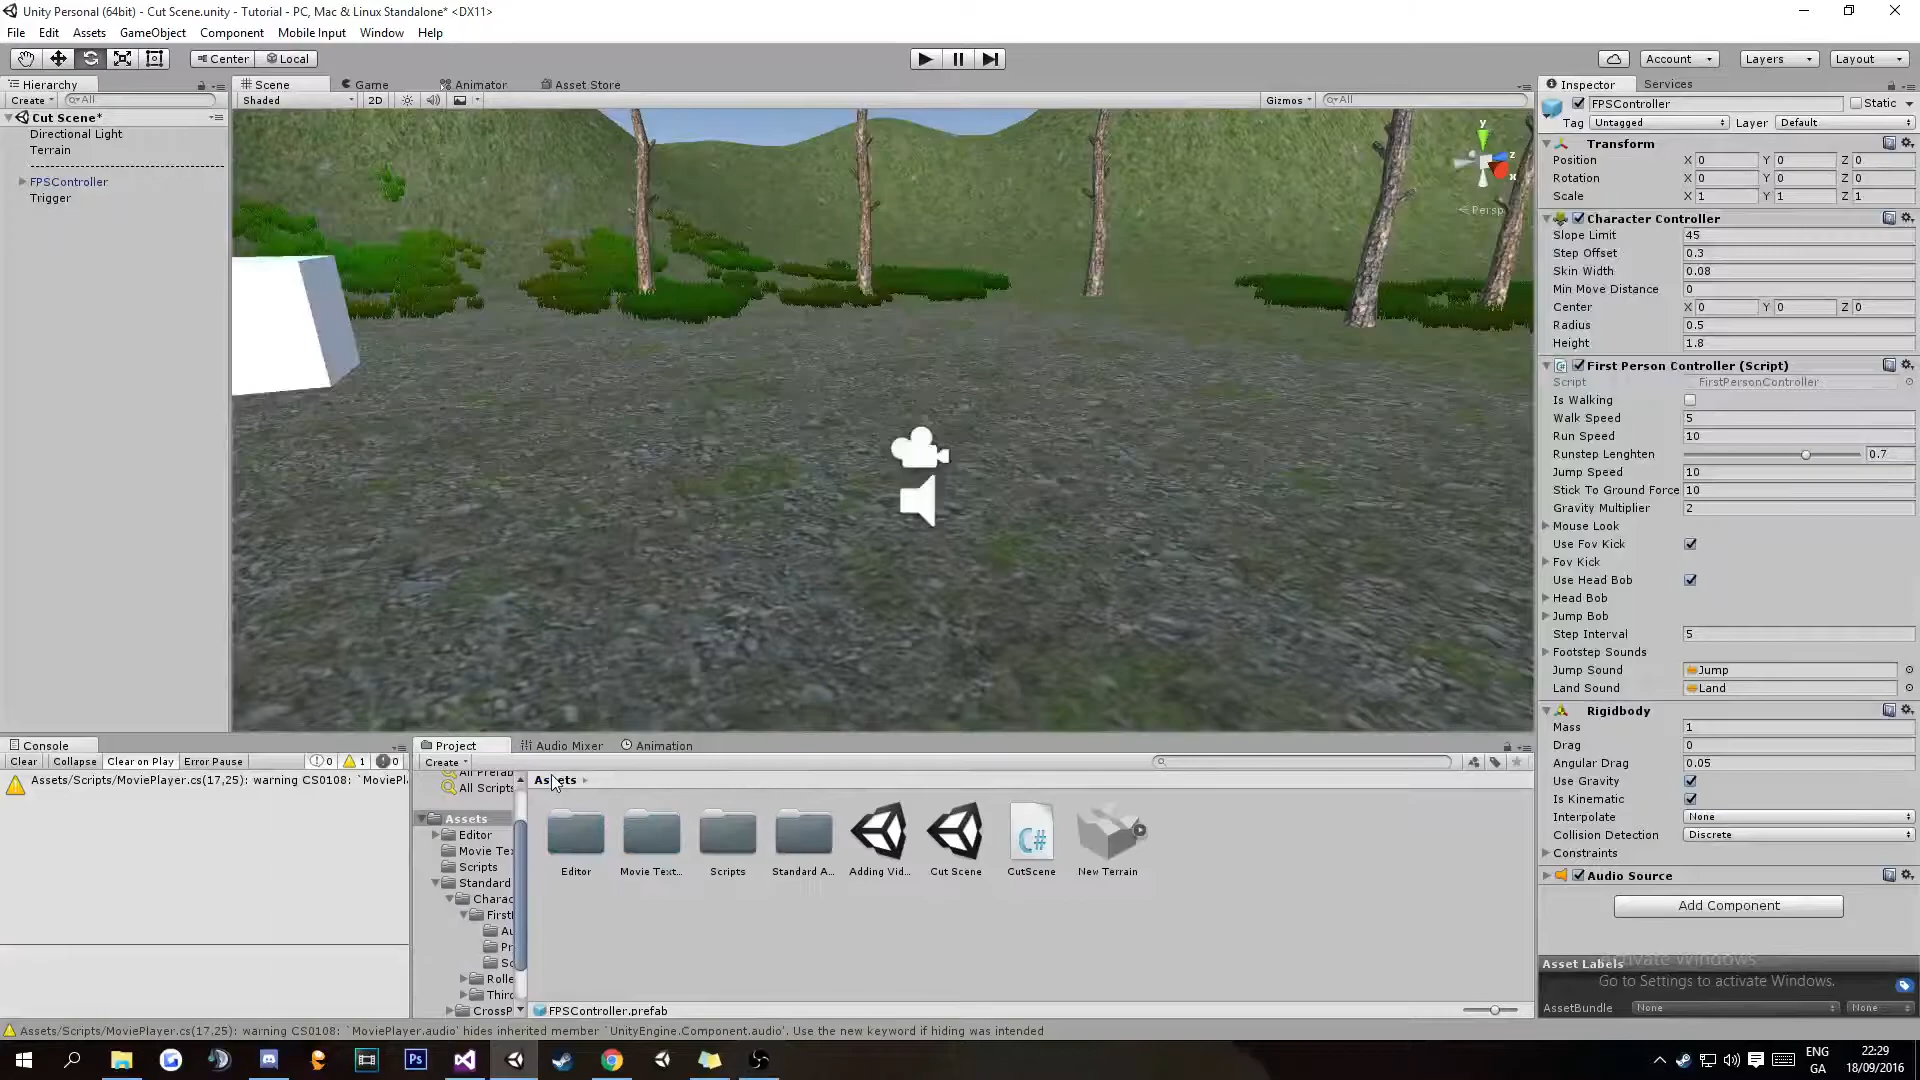 Unity Personal (64bit) - Cut Scene.unity - Tutorial - PC, Mac & Linux Standalone* <DX11>
File Edit Assets GameObject Component Mobile Input Window Help
Center Local Account Layers Layout
Hierarchy Scene Game Animator Asset Store Inspector Services
Create All Shaded 2D Gizmos All FPSController Static
Tag Untagged Layer Default
Cut Scene*
Directional Light
Terrain
FPSController
Trigger
y
z
x
Persp
Transform
Position X 0 Y 0 Z 0
Rotation X 0 Y 0 Z 0
Scale X 1 Y 1 Z 1
Character Controller
Slope Limit 45
Step Offset 0.3
Skin Width 0.08
Min Move Distance 0
Center X 0 Y 0 Z 0
Radius 0.5
Height 1.8
First Person Controller (Script)
Script FirstPersonController
Is Walking
Walk Speed 5
Run Speed 10
Runstep Lenghten 0.7
Jump Speed 10
Stick To Ground Force 10
Gravity Multiplier 2
Mouse Look
Use Fov Kick
Fov Kick
Use Head Bob
Head Bob
Jump Bob
Step Interval 5
Footstep Sounds
Jump Sound Jump
Land Sound Land
Rigidbody
Mass 1
Drag 0
Angular Drag 0.05
Use Gravity
Is Kinematic
Interpolate None
Collision Detection Discrete
Constraints
Audio Source
Add Component
Asset Labels
Activate Windows
Go to Settings to activate Windows.
AssetBundle None None
Console
Clear Collapse Clear on Play Error Pause 0 1 0
Assets/Scripts/MoviePlayer.cs(17,25): warning CS0108: `MoviePl
Project Audio Mixer Animation
Create
All Prefab
All Scripts
Assets
Editor
Movie Te
Scripts
Standard
Charac
First
Au
Pr
Sc
Rolle
Third
CrossP
Assets
Editor Movie Text... Scripts Standard A... Adding Vid... Cut Scene CutScene New Terrain
C#
FPSController.prefab
Assets/Scripts/MoviePlayer.cs(17,25): warning CS0108: `MoviePlayer.audio' hides inherited member `UnityEngine.Component.audio'. Use the new keyword if hiding was intended
Ps
ENG
GA
22:29
18/09/2016